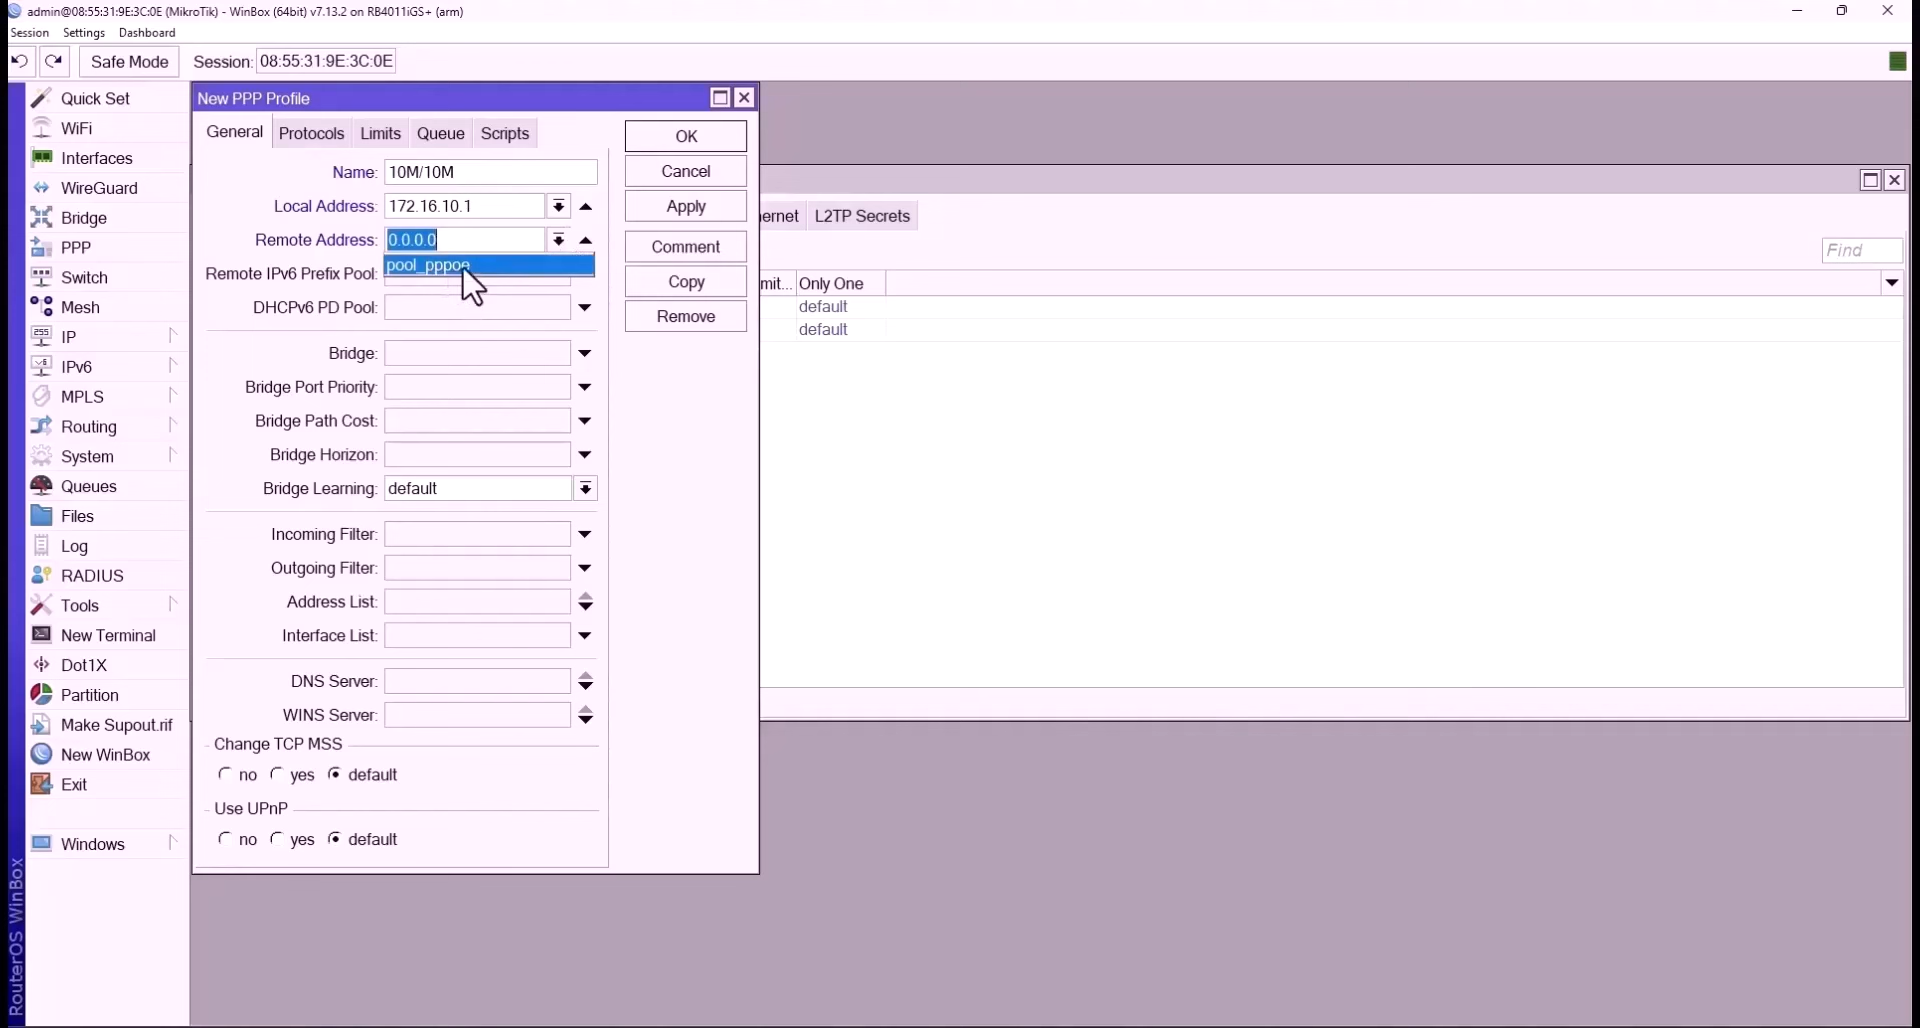 admin@08:55:31:9E:3C:0E (MikroTik) - WinBox (64bit) v7.13.2 on RB4011iGS+ (arm)
Session Settings Dashboard
Safe Mode Session: 08:55:31:9E:3C:0E
Quick Set
WiFi
Interfaces
WireGuard
Bridge
PPP
Switch
Mesh
IP
IPv6
MPLS
Routing
System
Queues
Files
Log
RADIUS
Tools
New Terminal
Dot1X
Partition
Make Supout.rif
New WinBox
Exit
Windows
RouterOS WinBox
New PPP Profile
General Protocols Limits Queue Scripts
Name: 10M/10M
Local Address: 172.16.10.1
Remote Address: 0.0.0.0
pool_pppoe
Remote IPv6 Prefix Pool:
DHCPv6 PD Pool:
Bridge:
Bridge Port Priority:
Bridge Path Cost:
Bridge Horizon:
Bridge Learning: default
Incoming Filter:
Outgoing Filter:
Address List:
Interface List:
DNS Server:
WINS Server:
Change TCP MSS
no yes default
Use UPnP
no yes default
OK
Cancel
Apply
Comment
Copy
Remove
ernet L2TP Secrets
Find
mit... Only One
default
default